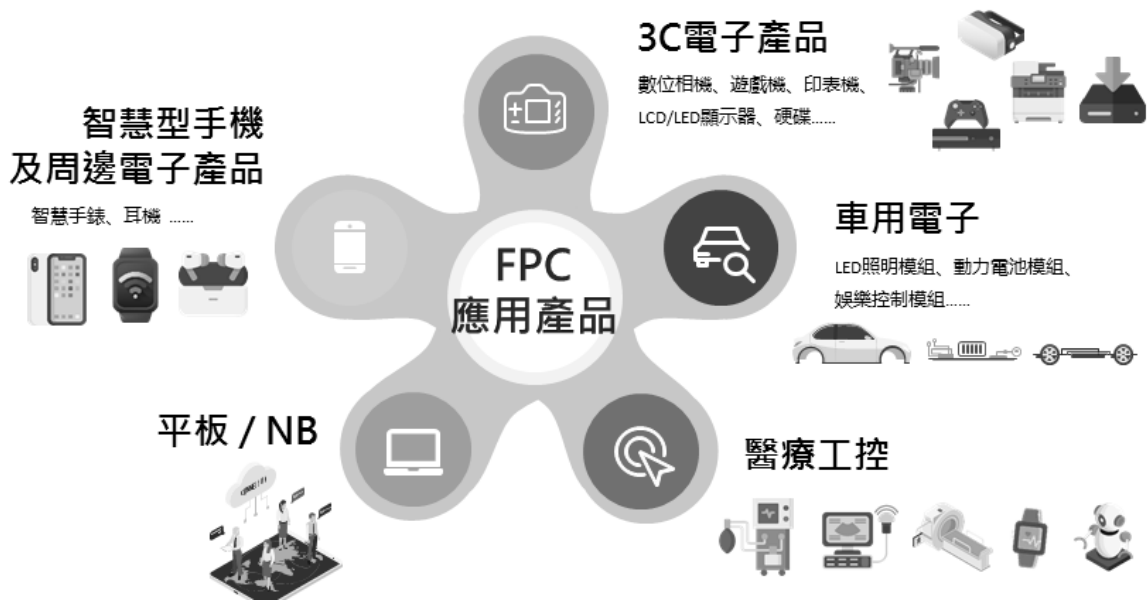 3C電子產品
數位相機、遊戲機、印表機、
LCD/LED顯示器、硬碟......
智慧型手機
及周邊電子產品
智慧手錶、耳機 ......
車用電子
LED照明模組、動力電池模組、
娛樂控制模組......
FPC
應用產品
平板 / NB
醫療工控